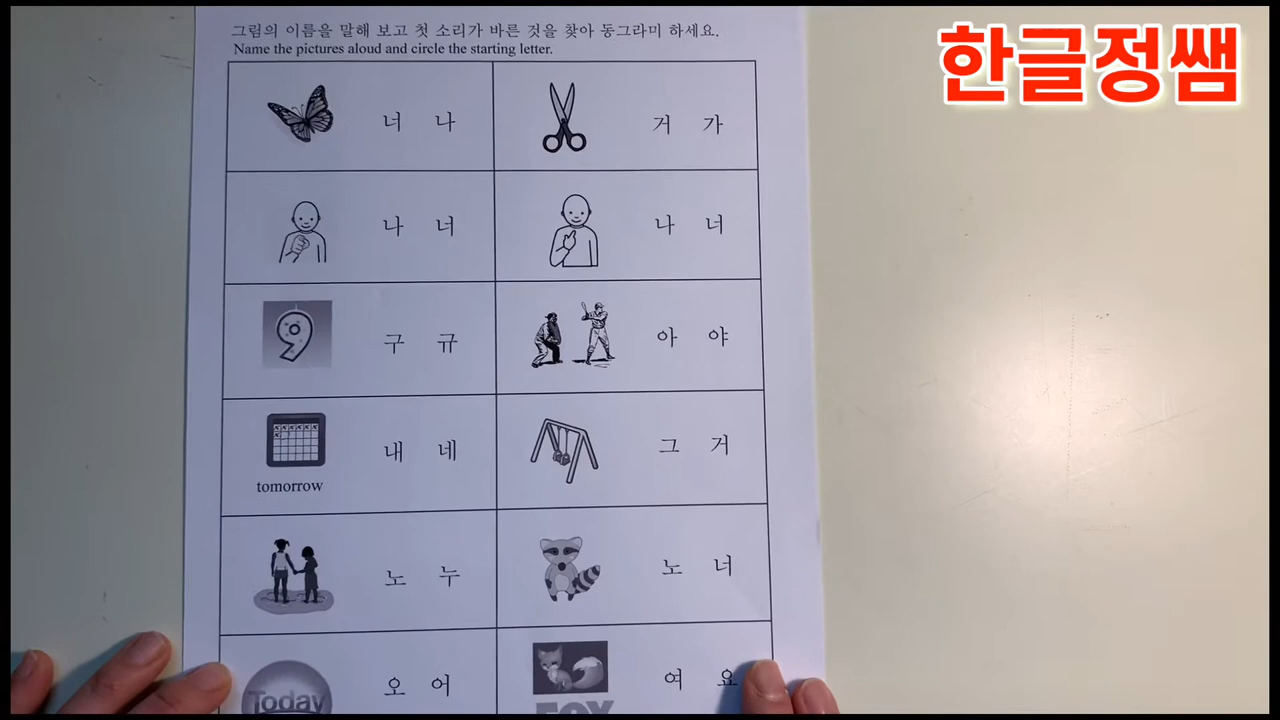 그림의 이름을 말해 보고 첫 소리가 바른 것을 찾아 동그라미 하세요.
Name the pictures aloud and circle the starting letter.
한글정쌤
너 나
거 가
나 너
나 너
9
구 규
아 야
tomorrow
내 네
그 거
노 누
노 너
Today
오 어
FOX
여 요